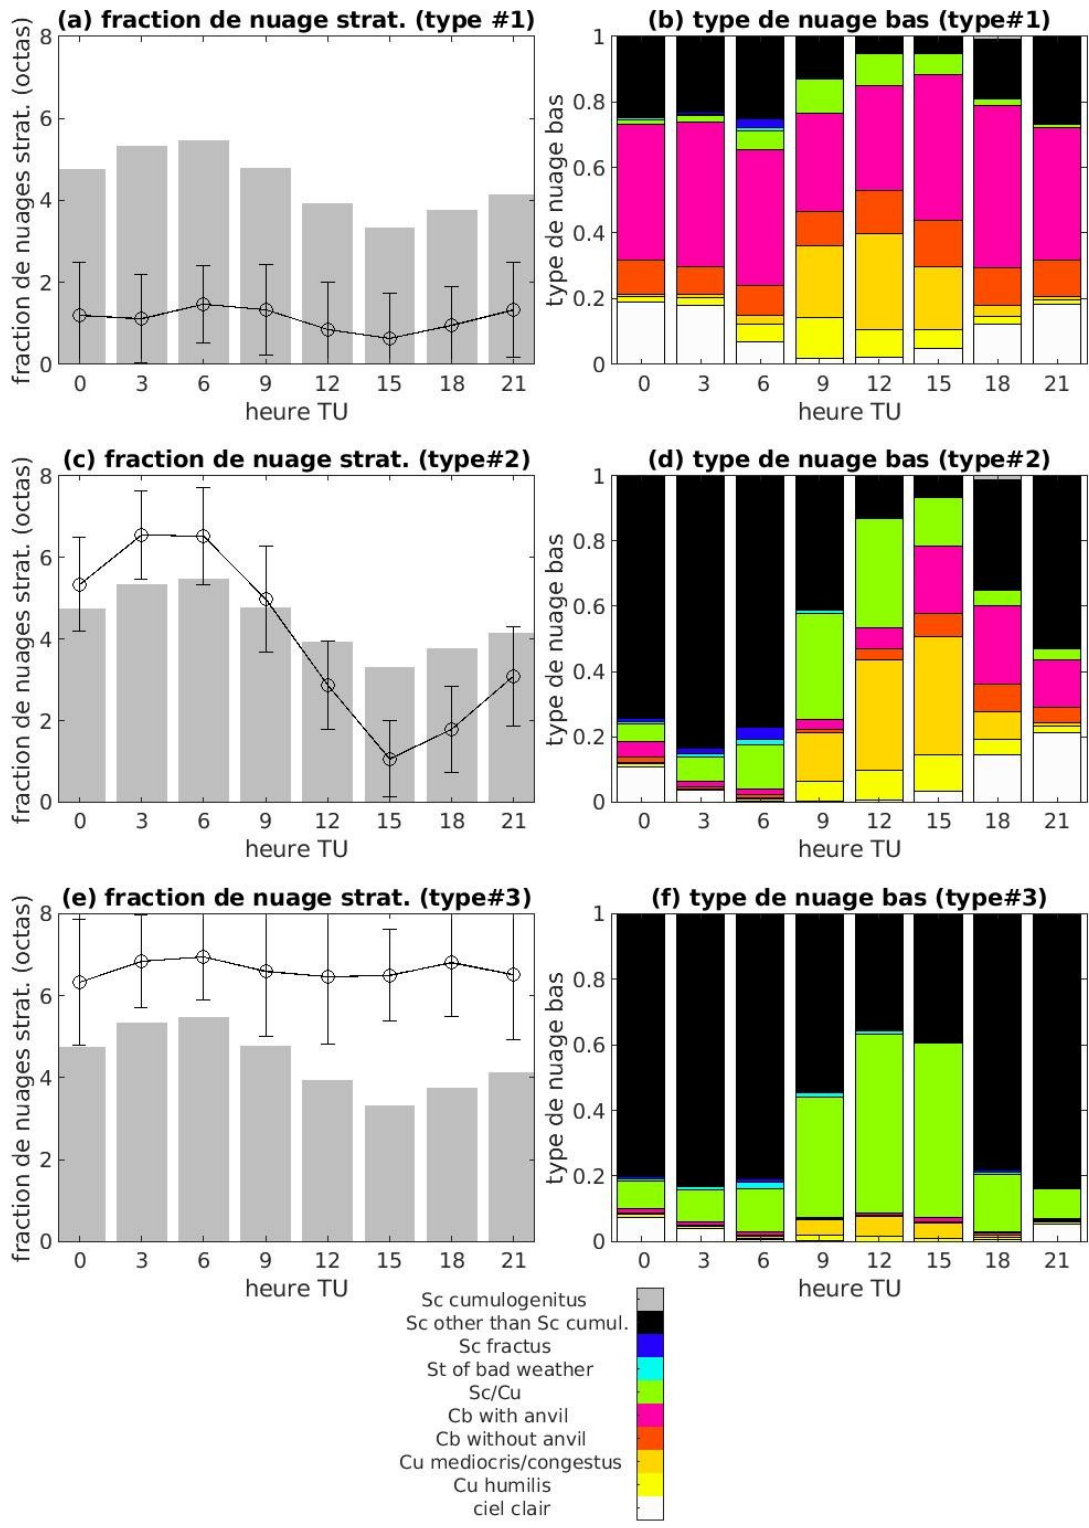 (a) fraction de nuage strat. (type #1)
fraction de nuages strat. (octas)
8
6
4
2
0
0 3 6 9 12 15 18 21
heure TU
(b) type de nuage bas (type#1)
type de nuage bas
1
0.8
0.6
0.4
0.2
0
0 3 6 9 12 15 18 21
heure TU
(c) fraction de nuage strat. (type#2)
fraction de nuages strat. (octas)
8
6
4
2
0
0 3 6 9 12 15 18 21
heure TU
(d) type de nuage bas (type#2)
type de nuage bas
1
0.8
0.6
0.4
0.2
0
0 3 6 9 12 15 18 21
heure TU
(e) fraction de nuage strat. (type#3)
fraction de nuages strat. (octas)
8
6
4
2
0
0 3 6 9 12 15 18 21
heure TU
(f) type de nuage bas (type#3)
type de nuage bas
1
0.8
0.6
0.4
0.2
0
0 3 6 9 12 15 18 21
heure TU
Sc cumulogenitus
Sc other than Sc cumul.
Sc fractus
St of bad weather
Sc/Cu
Cb with anvil
Cb without anvil
Cu mediocris/congestus
Cu humilis
ciel clair